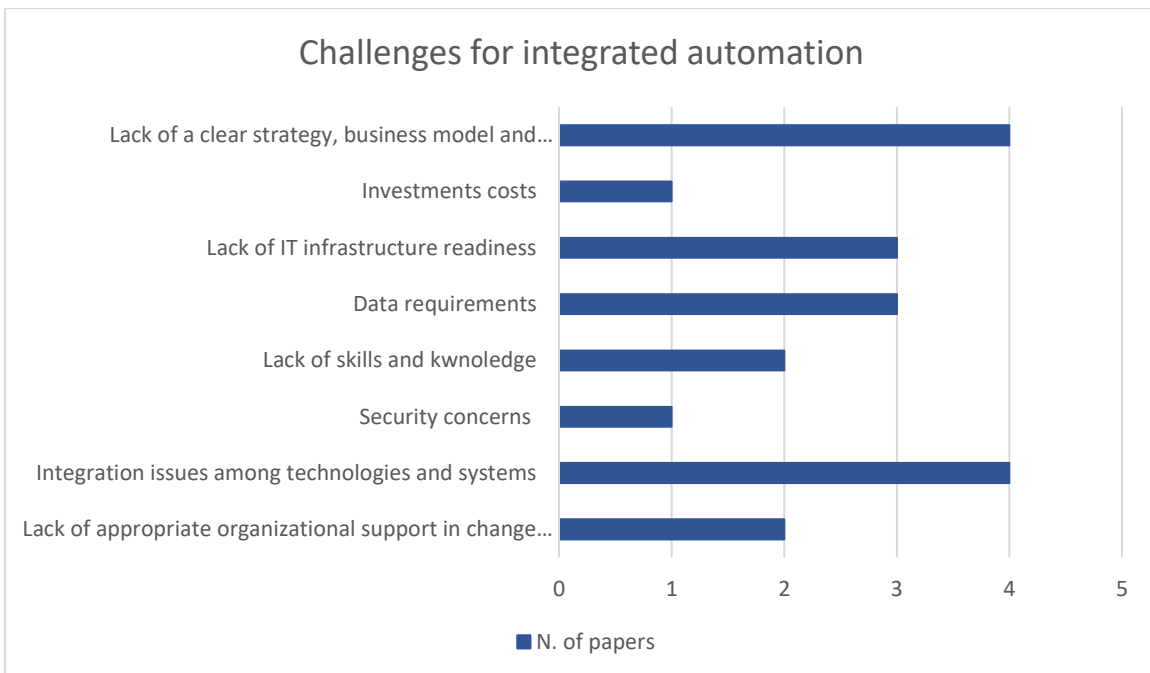 Challenges for integrated automation
Lack of a clear strategy, business model and…
Investments costs
Lack of IT infrastructure readiness
Data requirements
Lack of skills and kwnoledge
Security concerns
Integration issues among technologies and systems
Lack of appropriate organizational support in change…
0 1 2 3 4 5
N. of papers